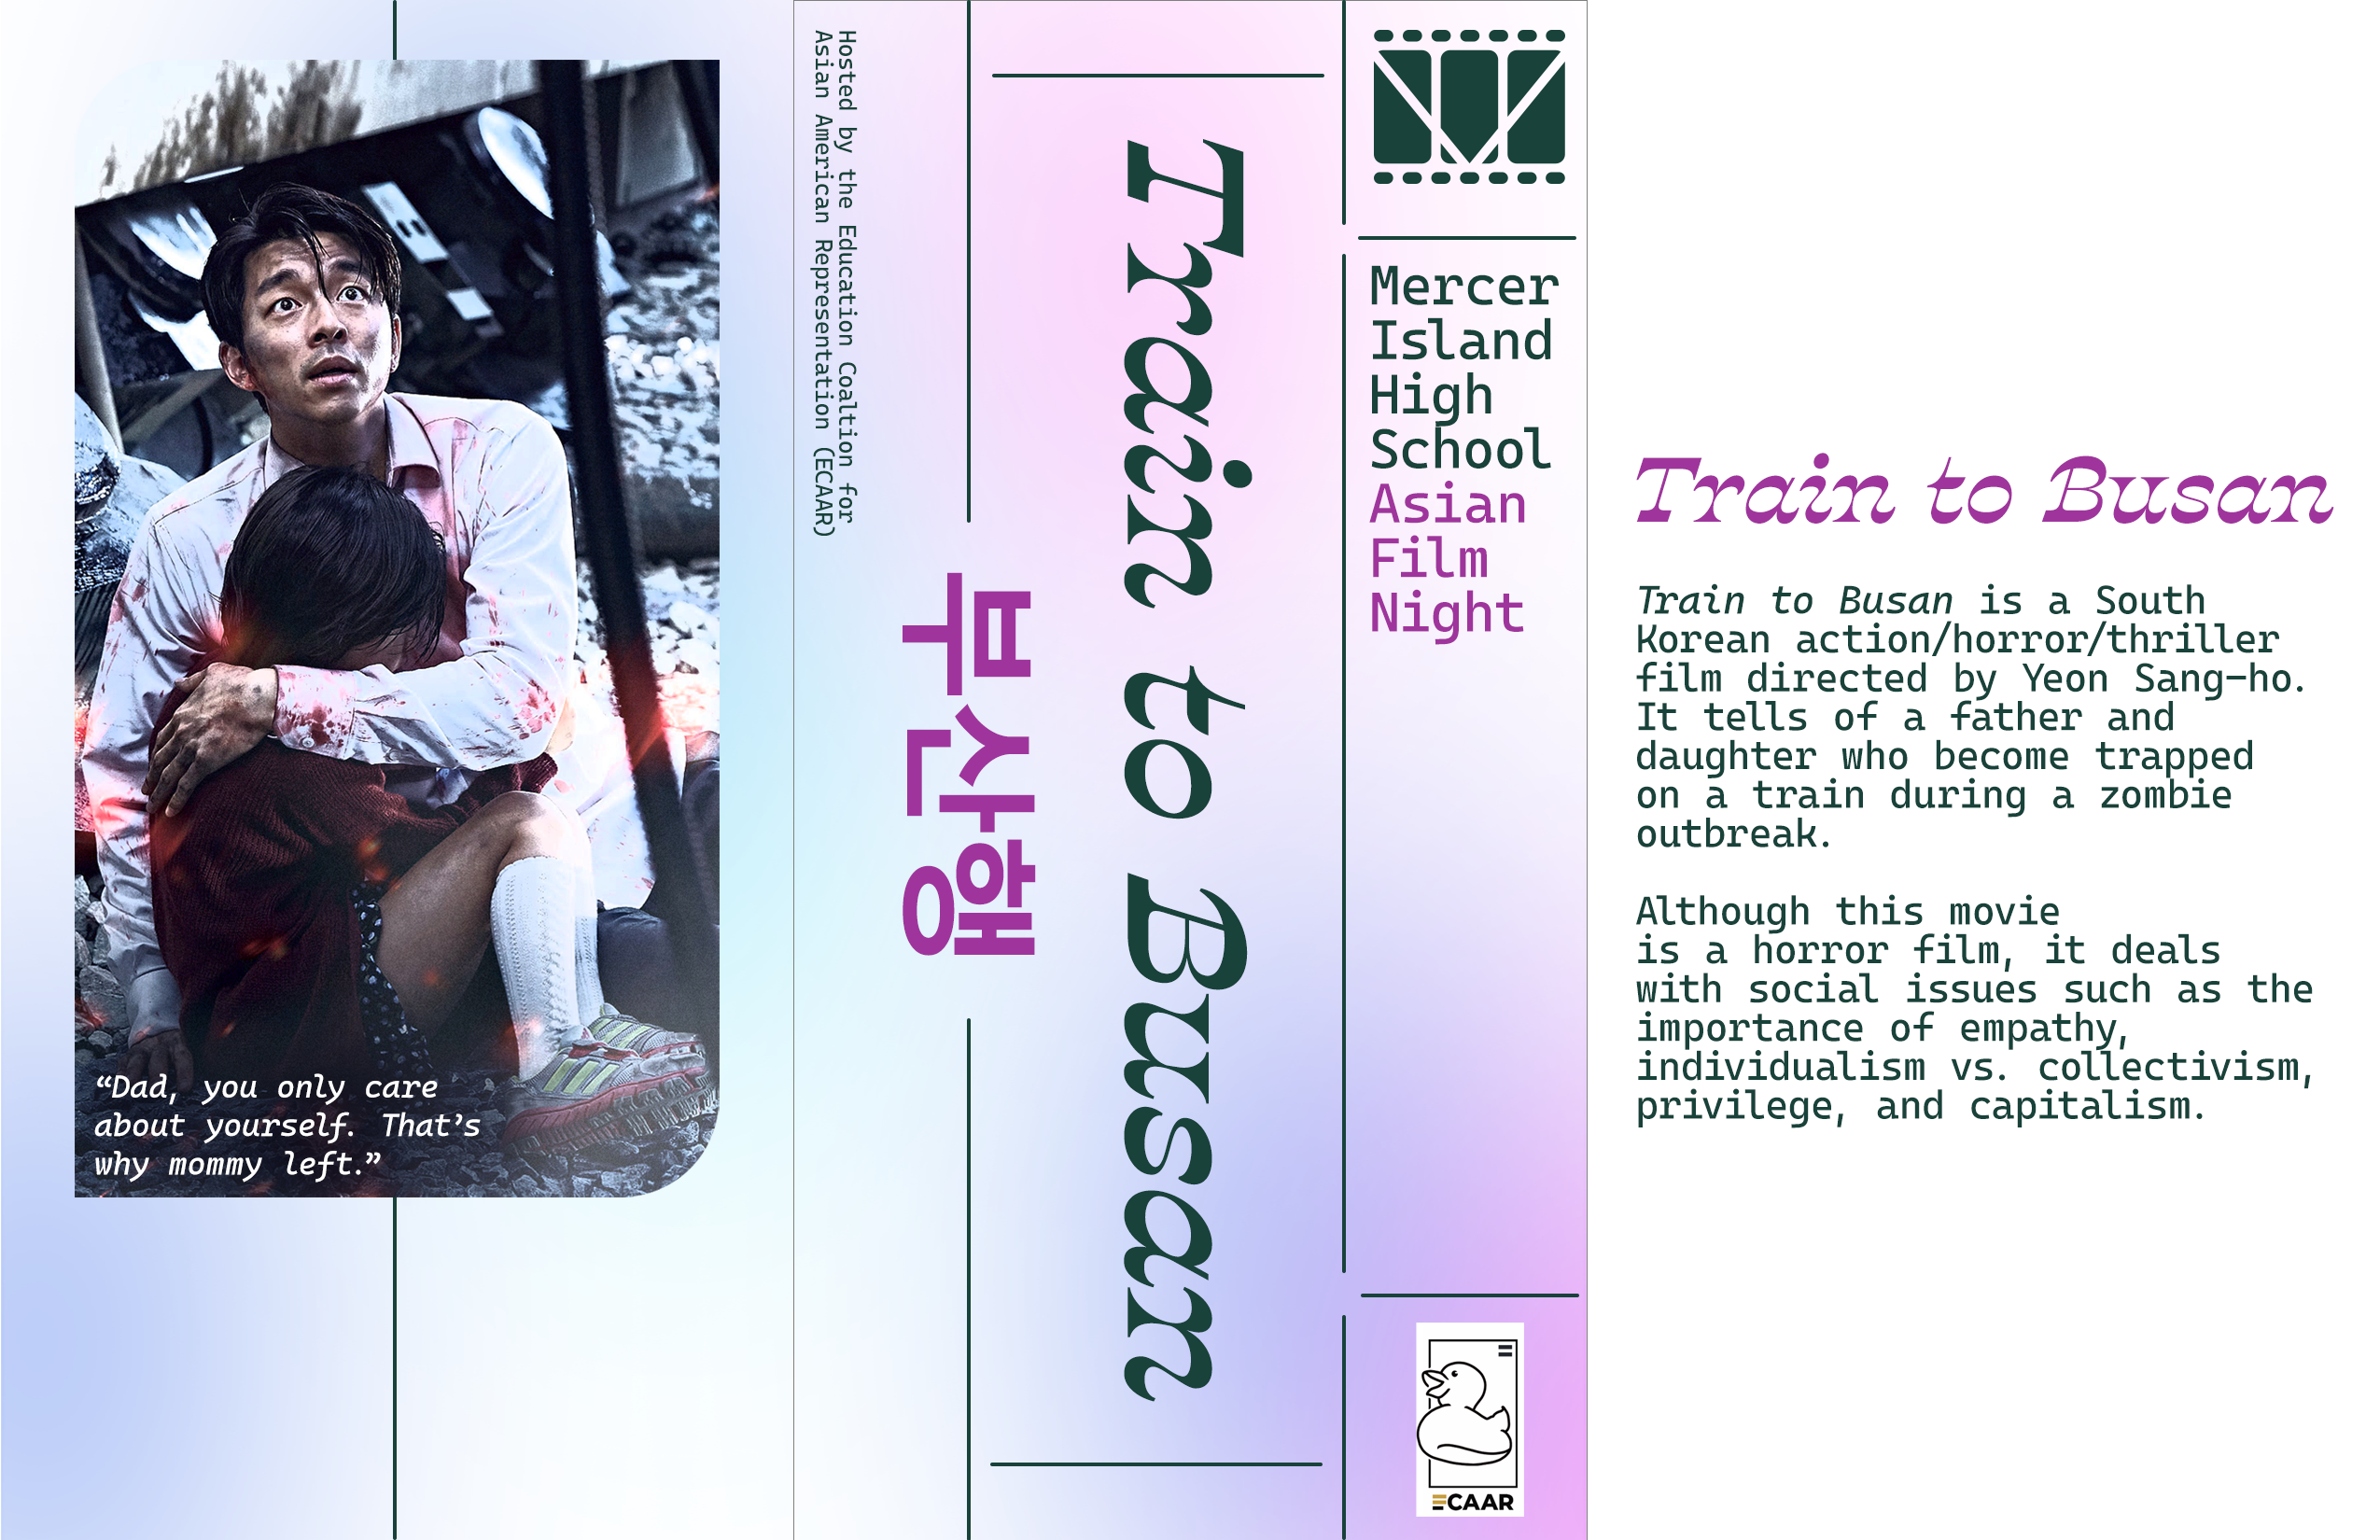 “Dad, you only care
about yourself. That’s
why mommy left.”
Hosted by the Education Coaltion for
Asian American Representation (ECAAR)
부산행
Train to Busan
Mercer
Island
High
School
Asian
Film
Night
ECAAR
Train to Busan
Train to Busan is a South
Korean action/horror/thriller
film directed by Yeon Sang-ho.
It tells of a father and
daughter who become trapped
on a train during a zombie
outbreak.
Although this movie
is a horror film, it deals
with social issues such as the
importance of empathy,
individualism vs. collectivism,
privilege, and capitalism.